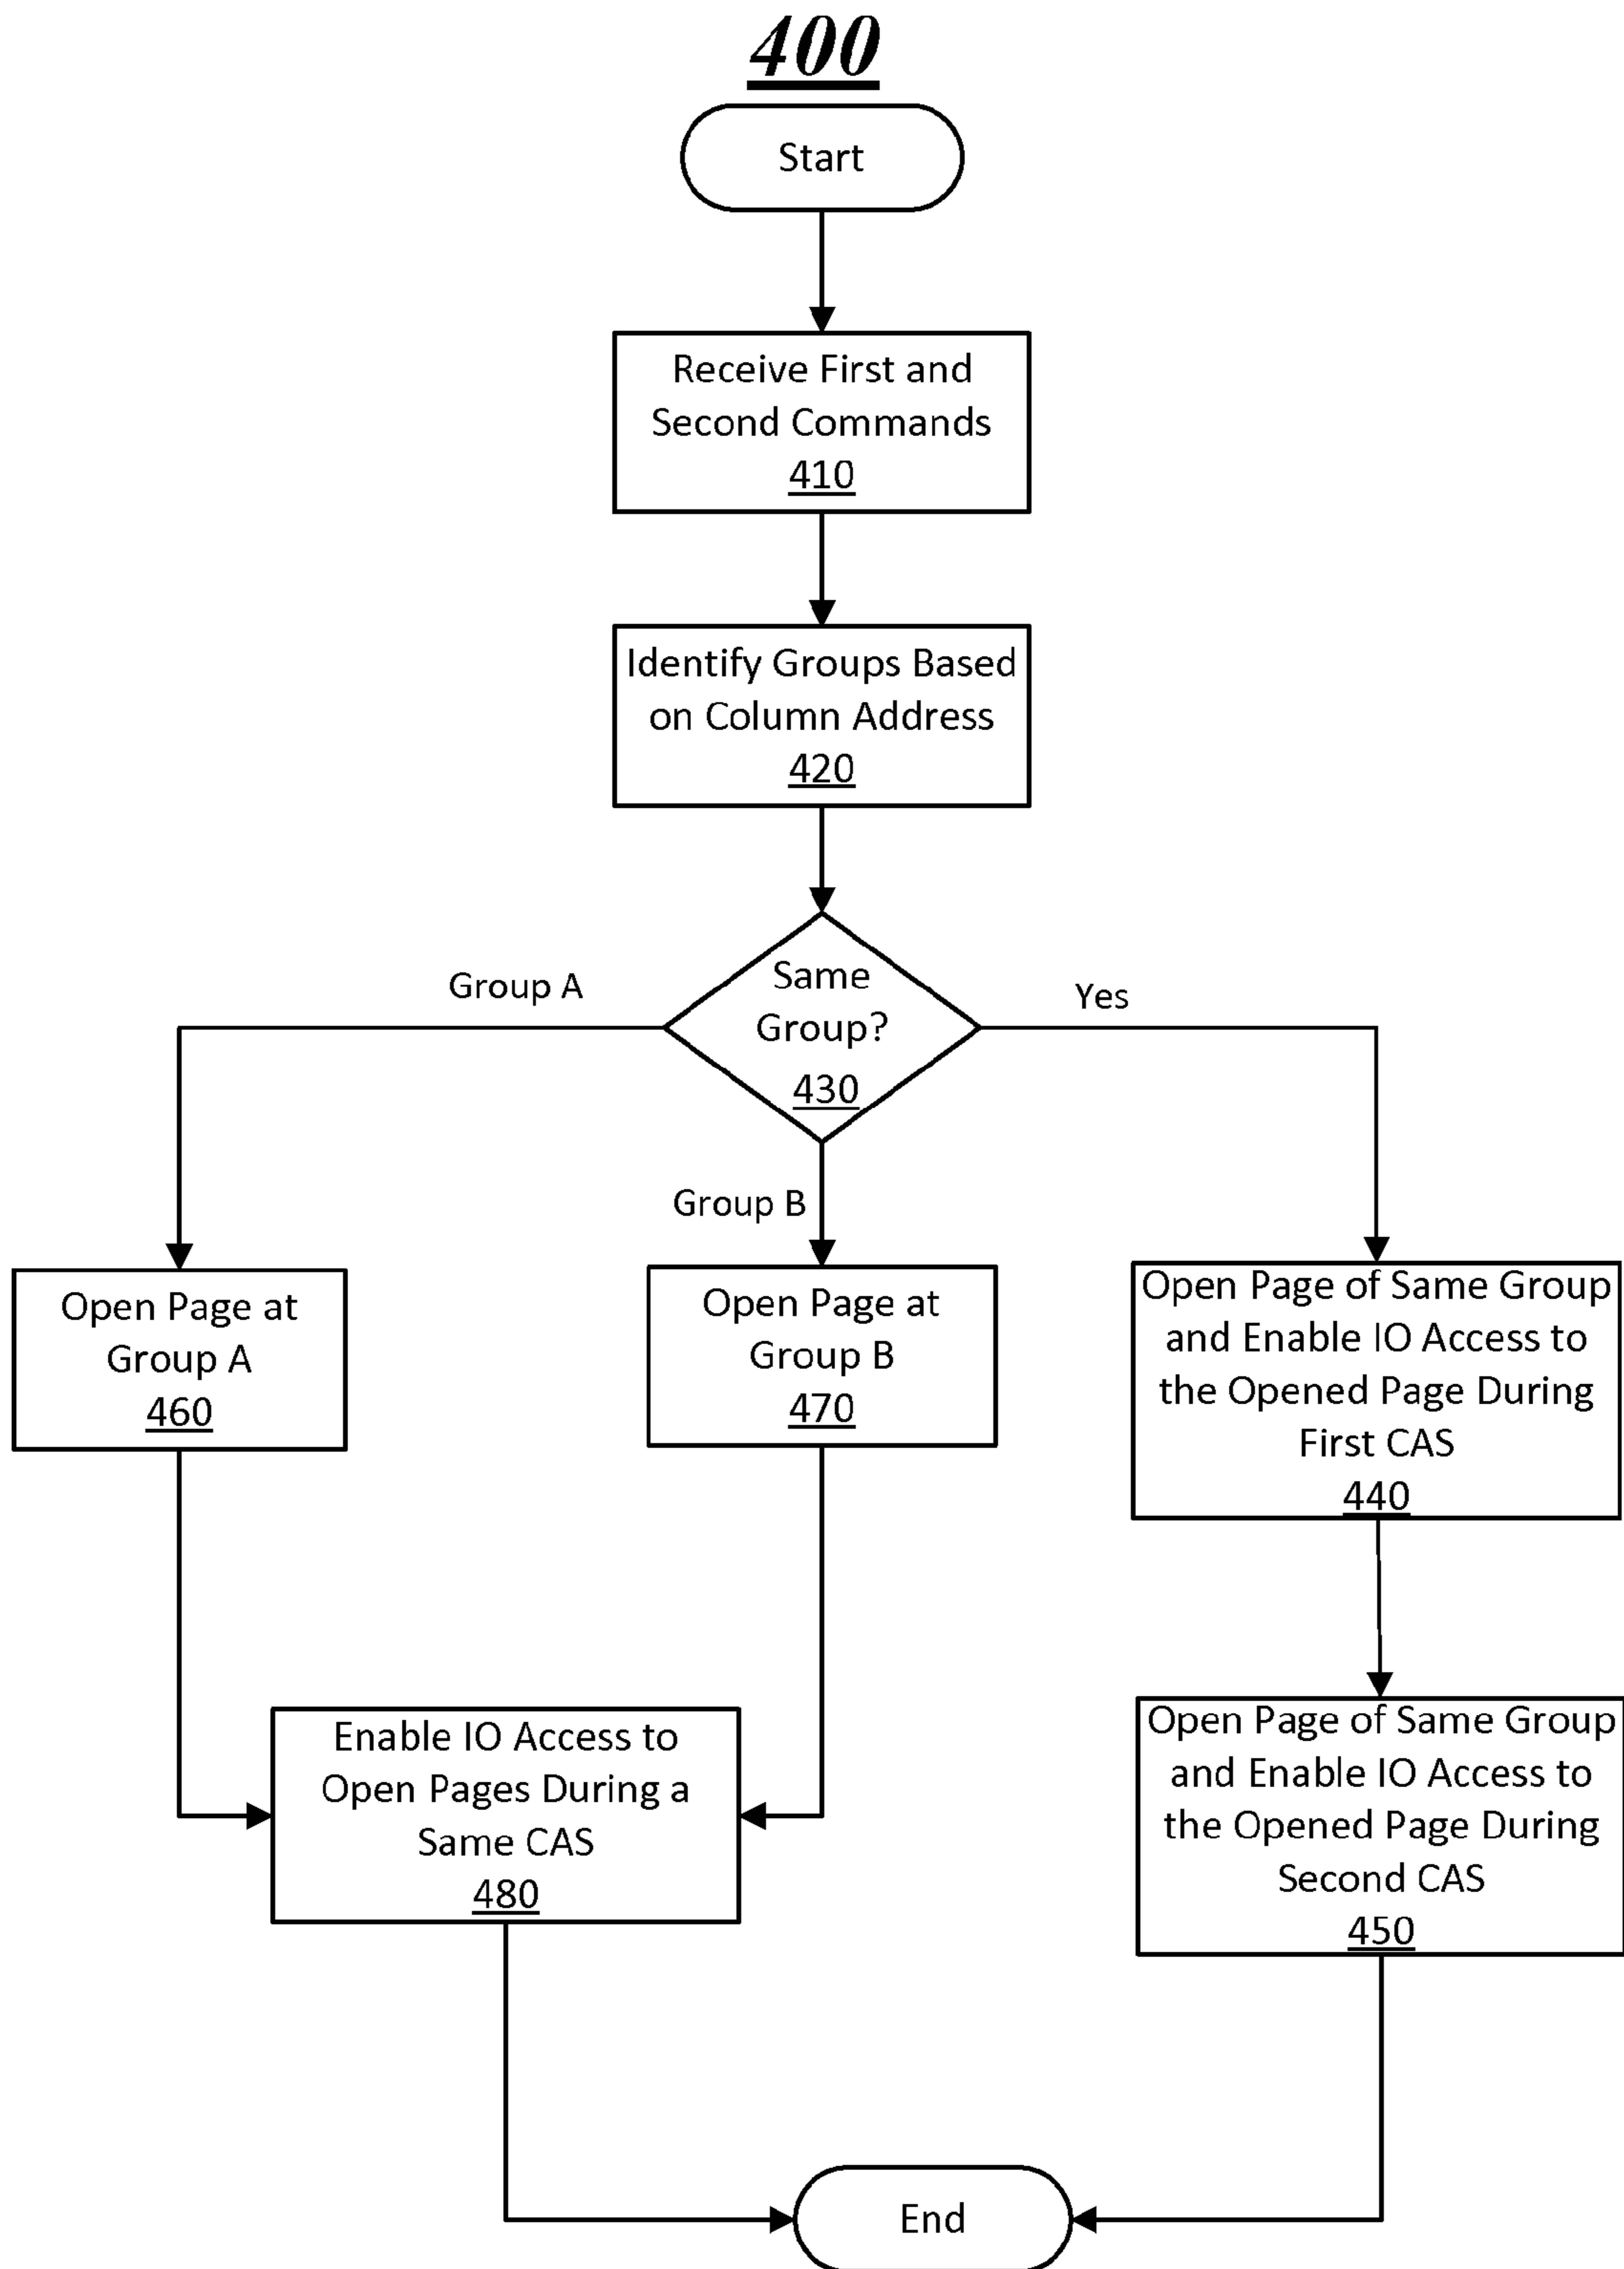 400
Start
Receive First and
Second Commands
410
Identify Groups Based
on Column Address
420
Same
Group?
430
Group A
Yes
Group B
Open Page at
Group A
460
Open Page at
Group B
470
Open Page of Same Group
and Enable IO Access to
the Opened Page During
First CAS
440
Enable IO Access to
Open Pages During a
Same CAS
480
Open Page of Same Group
and Enable IO Access to
the Opened Page During
Second CAS
450
End